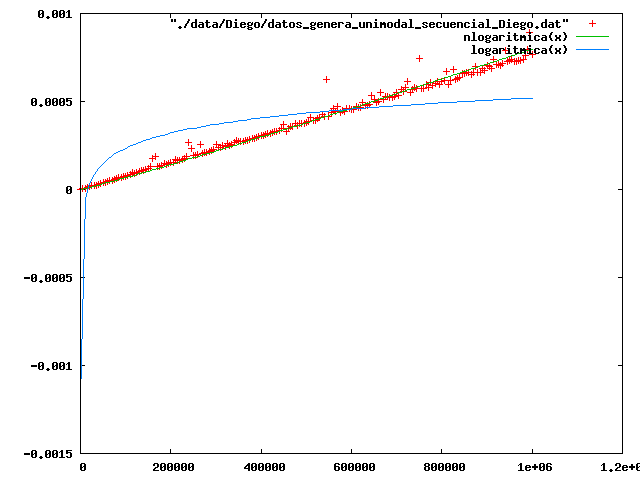 0.001
"./data/Diego/datos_genera_unimodal_secuencial_Diego.dat"
nlogaritmica(x)
logaritmica(x)
0.0005
0
-0.0005
-0.001
-0.0015
0 200000 400000 600000 800000 1e+06 1.2e+0